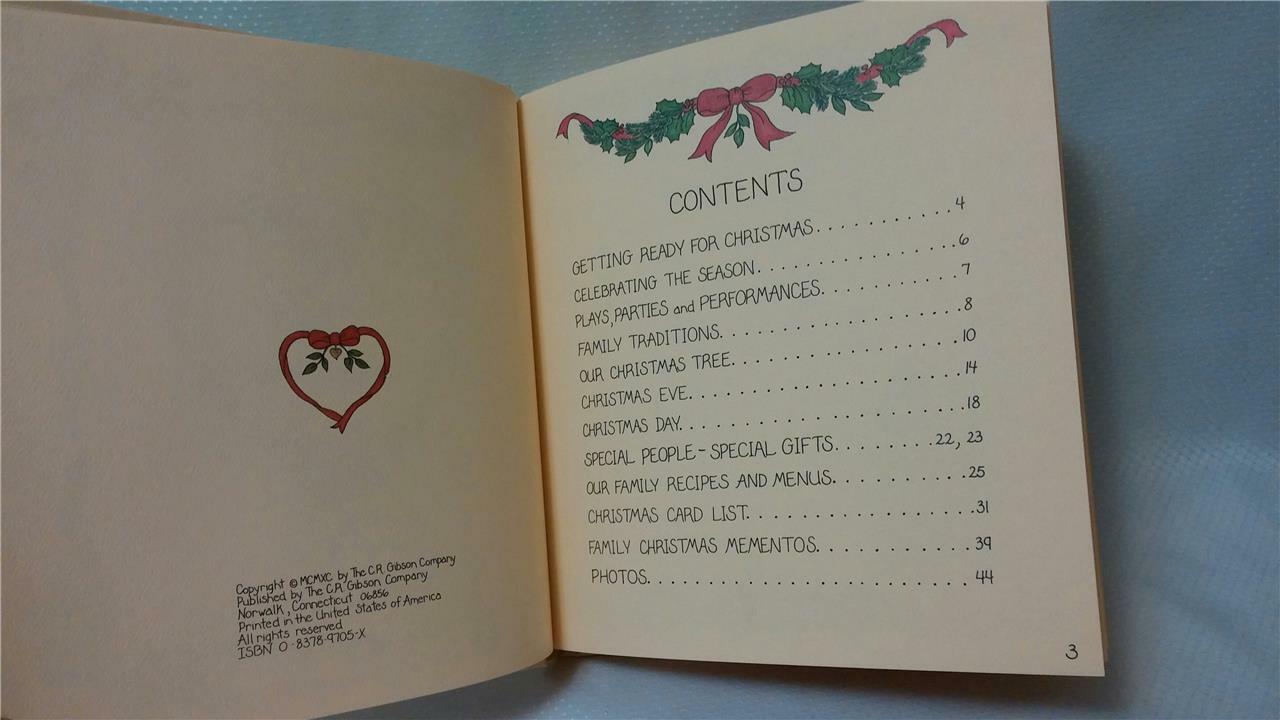 Copyright © MCMXC by The C.R. Gibson Company
Published by The C.R. Gibson Company
Norwalk, Connecticut 06856
Printed in the United States of America
All rights reserved
ISBN 0-8378-9705-X
CONTENTS
GETTING READY FOR CHRISTMAS...........4
CELEBRATING THE SEASON...............6
PLAYS, PARTIES and PERFORMANCES..........7
FAMILY TRADITIONS..................8
OUR CHRISTMAS TREE.................10
CHRISTMAS EVE.....................14
CHRISTMAS DAY.....................18
SPECIAL PEOPLE - SPECIAL GIFTS........22, 23
OUR FAMILY RECIPES AND MENUS..........25
CHRISTMAS CARD LIST.................31
FAMILY CHRISTMAS MEMENTOS............39
PHOTOS.........................44
3